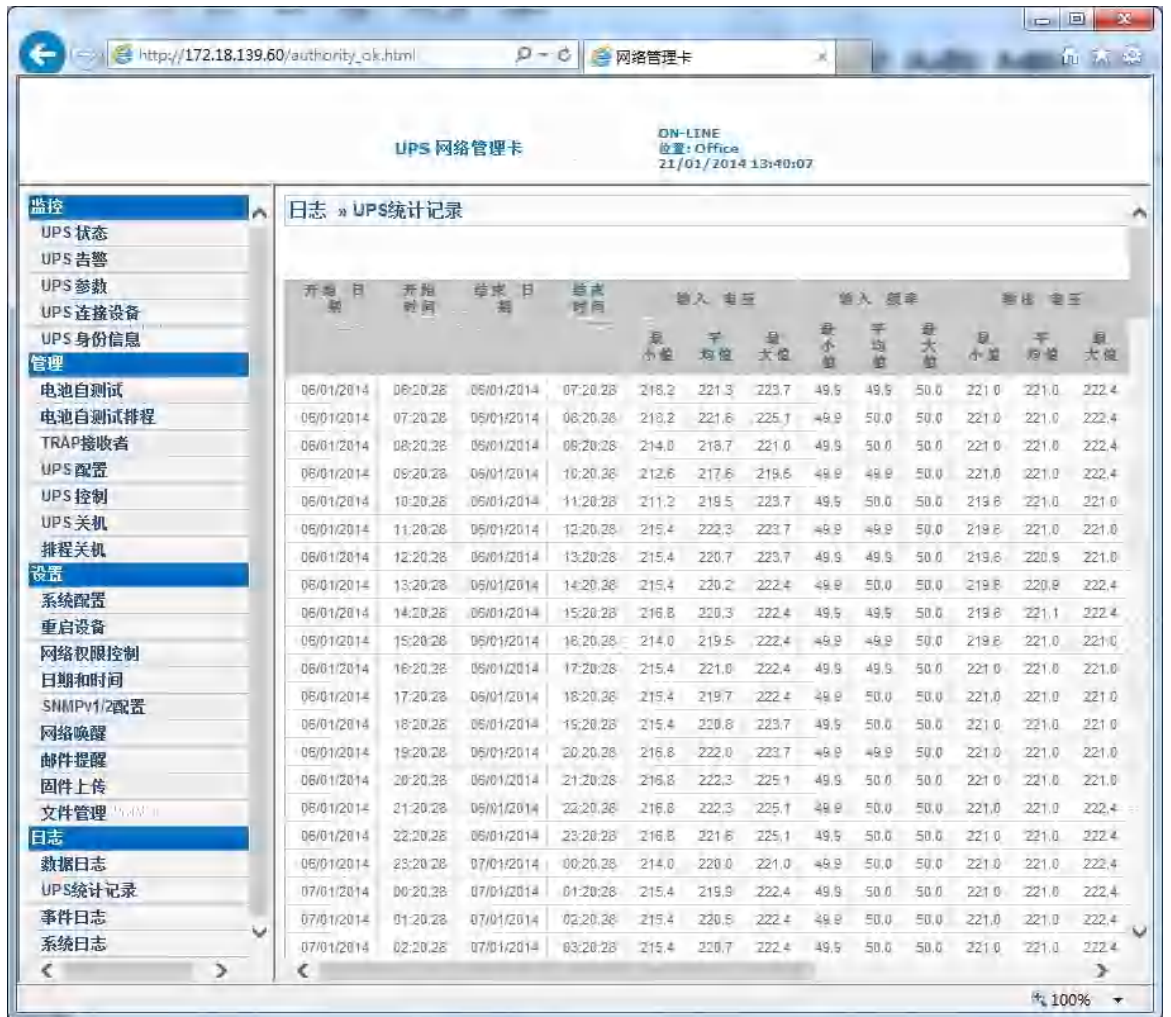 http://172.18.139.60/authority_ok.html
网络管理卡
UPS 网络管理卡
ON-LINE
位置: Office
21/01/2014 13:40:07
监控
UPS 状态
UPS 告警
UPS 参数
UPS 连接设备
UPS 身份信息
管理
电池自测试
电池自测试排程
TRAP接收者
UPS 配置
UPS 控制
UPS 关机
排程关机
设置
系统配置
重启设备
网络权限控制
日期和时间
SNMPv1/2配置
网络唤醒
邮件提醒
固件上传
文件管理
日志
数据日志
UPS统计记录
事件日志
系统日志
日志 » UPS统计记录
开始 日期 开始 时间 结束 日期 结束 时间 输入 电压 输入 频率 输出 电压
最小值 平均值 最大值 最小值 平均值 最大值 最小值 平均值 最大值
06/01/2014 06:20:28 06/01/2014 07:20:28 218.2 221.3 223.7 49.9 49.9 50.0 221.0 221.0 222.4
06/01/2014 07:20:28 06/01/2014 08:20:28 218.2 221.6 225.1 49.9 50.0 50.0 221.0 221.0 222.4
06/01/2014 08:20:28 06/01/2014 09:20:28 214.0 218.7 221.0 49.9 50.0 50.0 221.0 221.0 222.4
06/01/2014 09:20:28 06/01/2014 10:20:28 212.6 217.6 219.6 49.9 49.9 50.0 221.0 221.0 222.4
06/01/2014 10:20:28 06/01/2014 11:20:28 211.2 219.5 223.7 49.9 50.0 50.0 219.6 221.0 221.0
06/01/2014 11:20:28 06/01/2014 12:20:28 215.4 222.3 223.7 49.9 49.9 50.0 219.6 221.0 221.0
06/01/2014 12:20:28 06/01/2014 13:20:28 215.4 220.7 223.7 49.9 49.9 50.0 219.6 220.9 221.0
06/01/2014 13:20:28 06/01/2014 14:20:28 215.4 220.2 222.4 49.9 50.0 50.0 219.6 220.9 222.4
06/01/2014 14:20:28 06/01/2014 15:20:28 216.8 220.3 222.4 49.9 49.9 50.0 219.6 221.1 222.4
06/01/2014 15:20:28 06/01/2014 16:20:28 214.0 219.5 222.4 49.9 49.9 50.0 219.6 221.0 221.0
06/01/2014 16:20:28 06/01/2014 17:20:28 215.4 221.0 222.4 49.9 49.9 50.0 221.0 221.0 221.0
06/01/2014 17:20:28 06/01/2014 18:20:28 215.4 219.7 222.4 49.9 50.0 50.0 221.0 221.0 221.0
06/01/2014 18:20:28 06/01/2014 19:20:28 215.4 220.8 223.7 49.9 50.0 50.0 221.0 221.0 221.0
06/01/2014 19:20:28 06/01/2014 20:20:28 216.8 222.0 223.7 49.9 49.9 50.0 221.0 221.0 221.0
06/01/2014 20:20:28 06/01/2014 21:20:28 216.8 222.3 225.1 49.9 50.0 50.0 221.0 221.0 221.0
06/01/2014 21:20:28 06/01/2014 22:20:28 216.8 222.3 225.1 49.9 50.0 50.0 221.0 221.0 222.4
06/01/2014 22:20:28 06/01/2014 23:20:28 216.8 221.6 225.1 49.9 50.0 50.0 221.0 221.0 222.4
06/01/2014 23:20:28 07/01/2014 00:20:28 214.0 220.0 221.0 49.9 50.0 50.0 221.0 221.0 222.4
07/01/2014 00:20:28 07/01/2014 01:20:28 215.4 219.9 222.4 49.9 50.0 50.0 221.0 221.0 222.4
07/01/2014 01:20:28 07/01/2014 02:20:28 215.4 220.5 222.4 49.9 50.0 50.0 221.0 221.0 222.4
07/01/2014 02:20:28 07/01/2014 03:20:28 215.4 220.7 222.4 49.9 50.0 50.0 221.0 221.0 222.4
100%